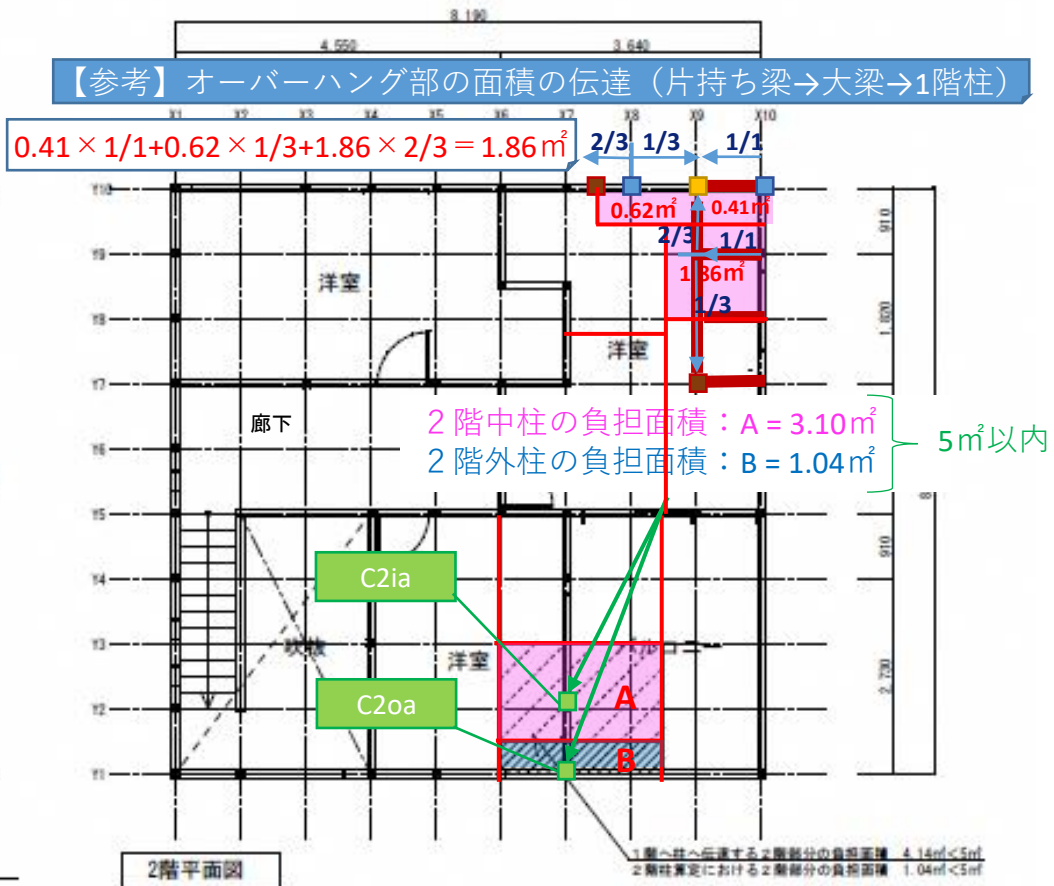 8.190
4.550 3.640
【参考】オーバーハング部の面積の伝達（片持ち梁→大梁→1階柱）
X1 X2 X3 X4 X5 X6 X7 X8 X9 X10
0.41×1/1+0.62×1/3+1.86×2/3＝1.86㎡
2/3 1/3 1/1
Y10
0.62㎡ 0.41㎡
910
2/3 1/1
Y9
1.86㎡
洋室
1/3
Y8
1.820
洋室
Y7
２階中柱の負担面積：A = 3.10㎡
廊下
5㎡以内
Y6
２階外柱の負担面積：B = 1.04㎡
8
Y5
910
C2ia
Y4
Y3
吹抜 洋室 バルコニー
2.730
C2oa
A
Y2
B
Y1
1階へ柱へ伝達する2階部分の負担面積 4.14㎡<5㎡
2階柱算定における2階部分の負担面積 1.04㎡<5㎡
2階平面図